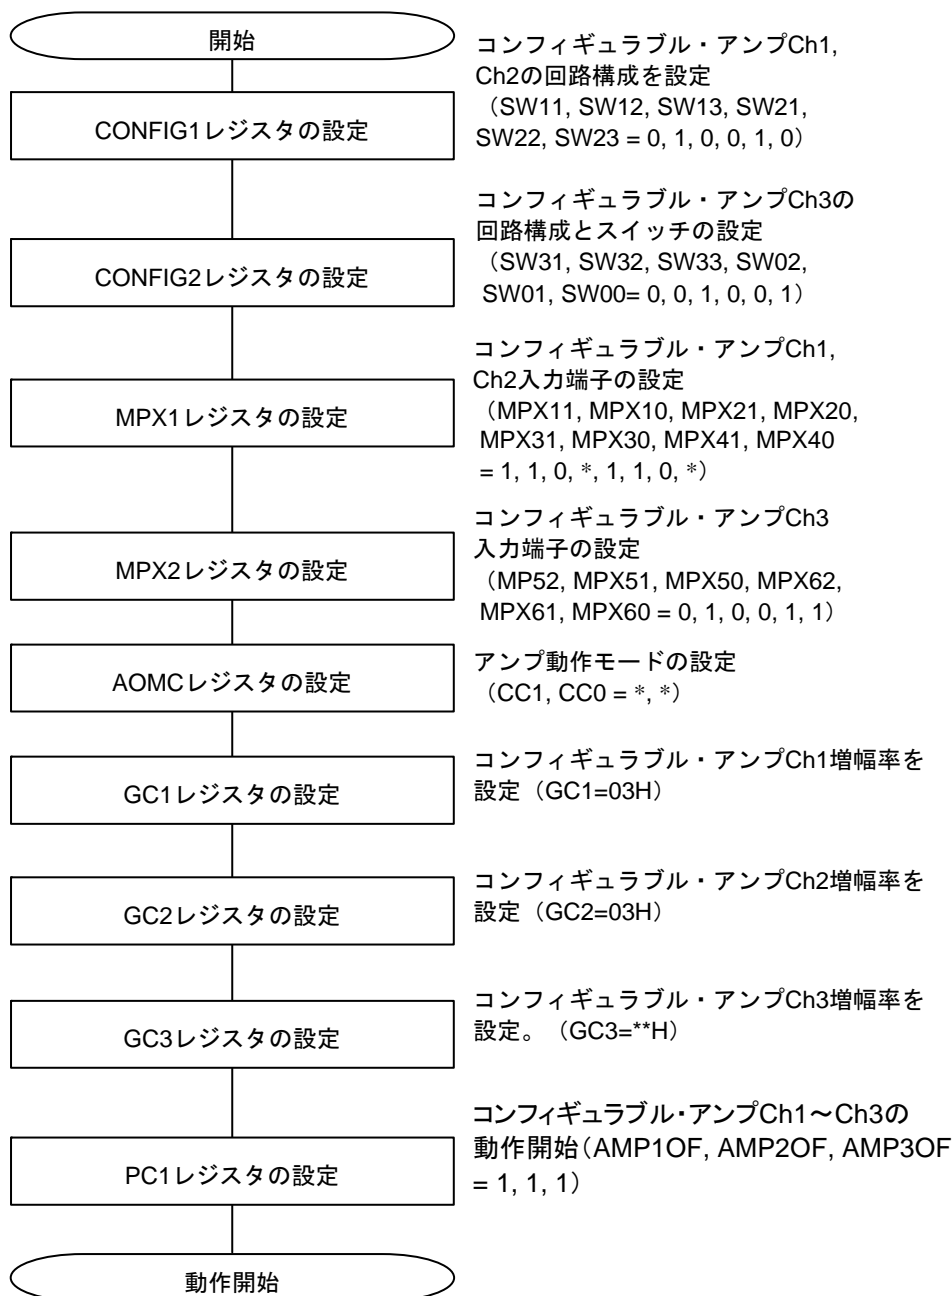 開始
コンフィギュラブル・アンプCh1,
Ch2の回路構成を設定
（SW11, SW12, SW13, SW21,
SW22, SW23 = 0, 1, 0, 0, 1, 0）
CONFIG1レジスタの設定
コンフィギュラブル・アンプCh3の
回路構成とスイッチの設定
（SW31, SW32, SW33, SW02,
SW01, SW00= 0, 0, 1, 0, 0, 1）
CONFIG2レジスタの設定
コンフィギュラブル・アンプCh1,
Ch2入力端子の設定
（MPX11, MPX10, MPX21, MPX20,
MPX31, MPX30, MPX41, MPX40
= 1, 1, 0, *, 1, 1, 0, *）
MPX1レジスタの設定
コンフィギュラブル・アンプCh3
入力端子の設定
（MP52, MPX51, MPX50, MPX62,
MPX61, MPX60 = 0, 1, 0, 0, 1, 1）
MPX2レジスタの設定
アンプ動作モードの設定
（CC1, CC0 = *, *）
AOMCレジスタの設定
コンフィギュラブル・アンプCh1増幅率を
設定（GC1=03H）
GC1レジスタの設定
コンフィギュラブル・アンプCh2増幅率を
設定（GC2=03H）
GC2レジスタの設定
コンフィギュラブル・アンプCh3増幅率を
設定。（GC3=**H）
GC3レジスタの設定
コンフィギュラブル・アンプCh1～Ch3の
動作開始（AMP1OF, AMP2OF, AMP3OF
= 1, 1, 1）
PC1レジスタの設定
動作開始